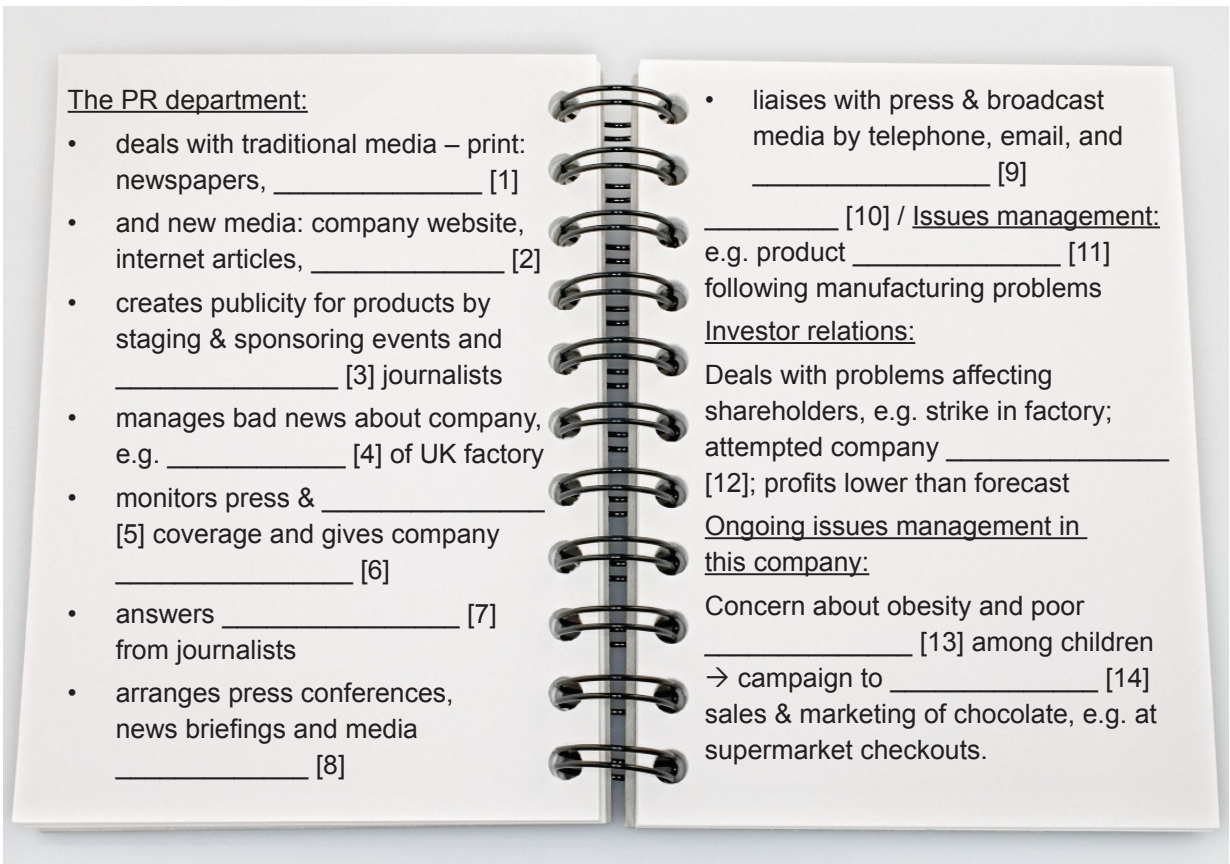 The PR department:
• deals with traditional media – print:
newspapers, ______________ [1]
• and new media: company website,
internet articles, _____________ [2]
• creates publicity for products by
staging & sponsoring events and
_______________ [3] journalists
• manages bad news about company,
e.g. ____________ [4] of UK factory
• monitors press & _______________
[5] coverage and gives company
________________ [6]
• answers ________________ [7]
from journalists
• arranges press conferences,
news briefings and media
_____________ [8]
• liaises with press & broadcast
media by telephone, email, and
________________ [9]
_________ [10] / Issues management:
e.g. product ______________ [11]
following manufacturing problems
Investor relations:
Deals with problems affecting
shareholders, e.g. strike in factory;
attempted company _______________
[12]; profits lower than forecast
Ongoing issues management in
this company:
Concern about obesity and poor
______________ [13] among children
→ campaign to ______________ [14]
sales & marketing of chocolate, e.g. at
supermarket checkouts.